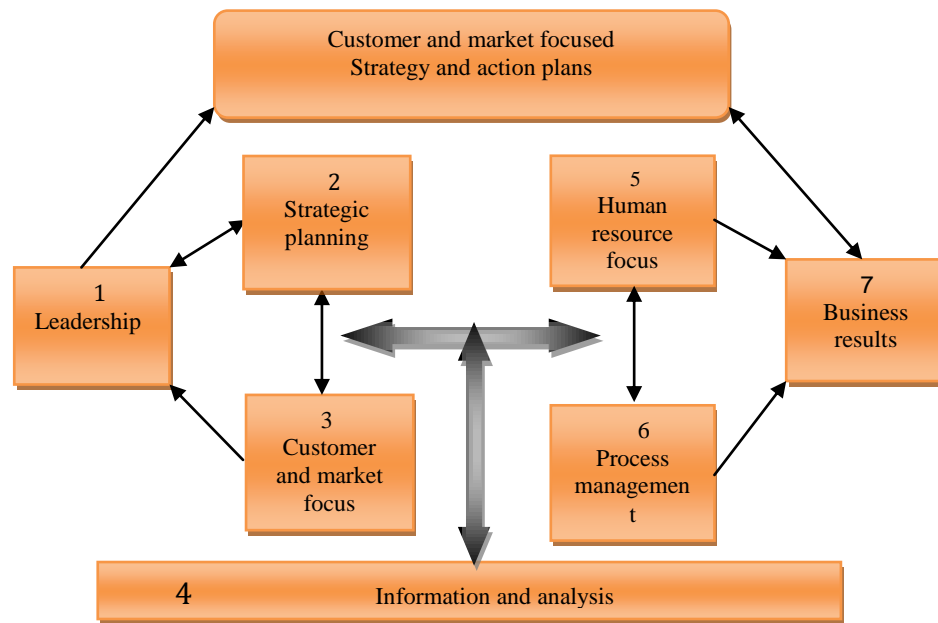 Customer and market focused
Strategy and action plans
2
Strategic
planning
5
Human
resource
focus
1
Leadership
7
Business
results
3
Customer
and market
focus
6
Process
managemen
t
4 Information and analysis